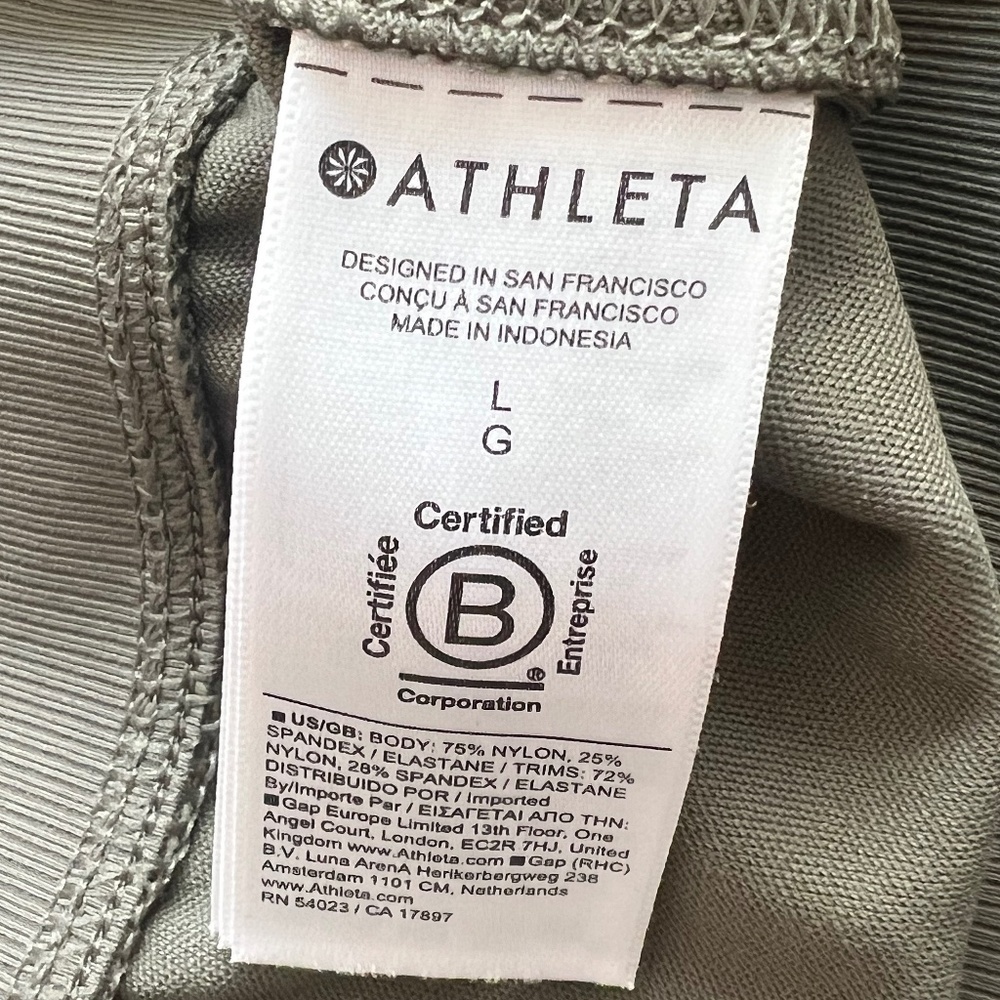 ATHLETA
DESIGNED IN SAN FRANCISCO
CONÇU À SAN FRANCISCO
MADE IN INDONESIA
L
G
Certified
Certifiée
B
Entreprise
®
Corporation
■ US/GB: BODY: 75% NYLON, 25%
SPANDEX / ELASTANE / TRIMS: 72%
NYLON, 28% SPANDEX / ELASTANE
DISTRIBUIDO POR / Imported
By/Importe Par / ΕΙΣΑΓΕΤΑΙ ΑΠΟ ΤΗΝ:
■ Gap Europe Limited 13th Floor, One
Angel Court, London, EC2R 7HJ, United
Kingdom www.Athleta.com ■ Gap (RHC)
B.V. Luna ArenA Herikerbergweg 238
Amsterdam 1101 CM, Netherlands
www.Athleta.com
RN 54023 / CA 17897